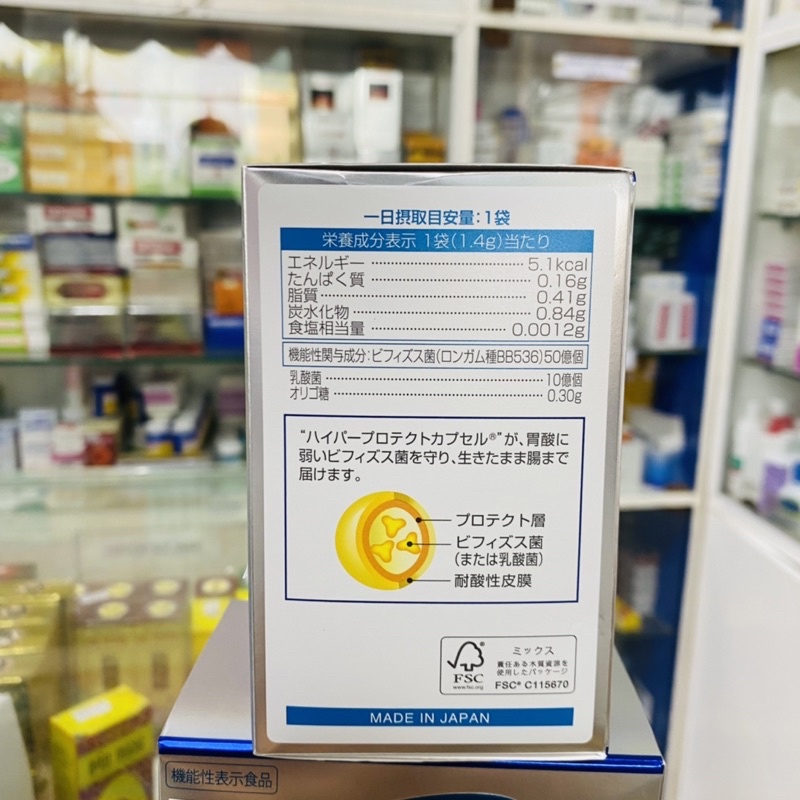 一日摂取目安量：1袋
栄養成分表示 1袋（1.4g）当たり
エネルギー 5.1kcal
たんぱく質 0.16g
脂質 0.41g
炭水化物 0.84g
食塩相当量 0.0012g
機能性関与成分：ビフィズス菌（ロンガム種BB536）50億個
乳酸菌 10億個
オリゴ糖 0.30g
“ハイパープロテクトカプセル®”が、胃酸に
弱いビフィズス菌を守り、生きたまま腸まで
届けます。
プロテクト層
ビフィズス菌
（または乳酸菌）
耐酸性皮膜
FSC
www.fsc.org
ミックス
責任ある木質資源を
使用したパッケージ
FSC® C115670
MADE IN JAPAN
機能性表示食品